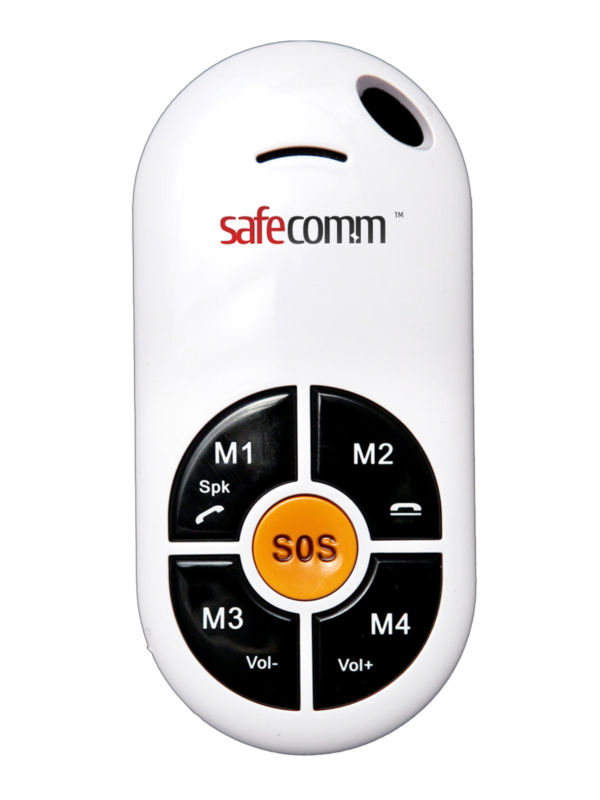 safecomm™
M1
M2
Spk
SOS
M3
M4
Vol-
Vol+